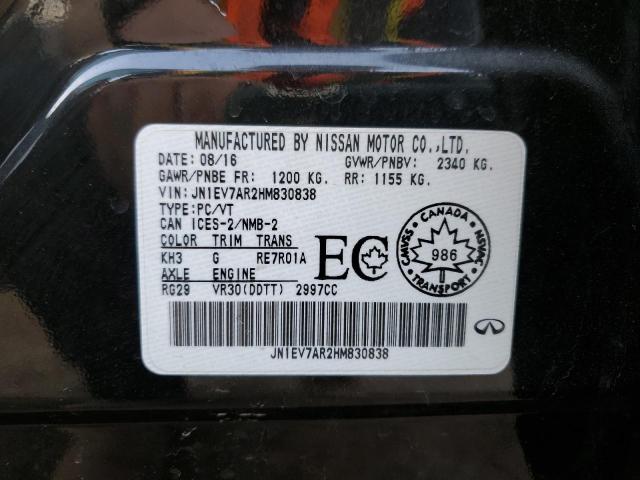 MANUFACTURED BY NISSAN MOTOR CO.,LTD.
DATE: 08/16 GVWR/PNBV: 2340 KG.
GAWR/PNBE FR: 1200 KG. RR: 1155 KG.
VIN: JN1EV7AR2HM830838
TYPE: PC/VT
CAN ICES-2/NMB-2
COLOR TRIM TRANS
KH3 G RE7R01A
AXLE ENGINE
RG29 VR30(DDTT) 2997CC
EC
CANADA
CMVSS 986 NSVAC
TRANSPORT
JN1EV7AR2HM830838